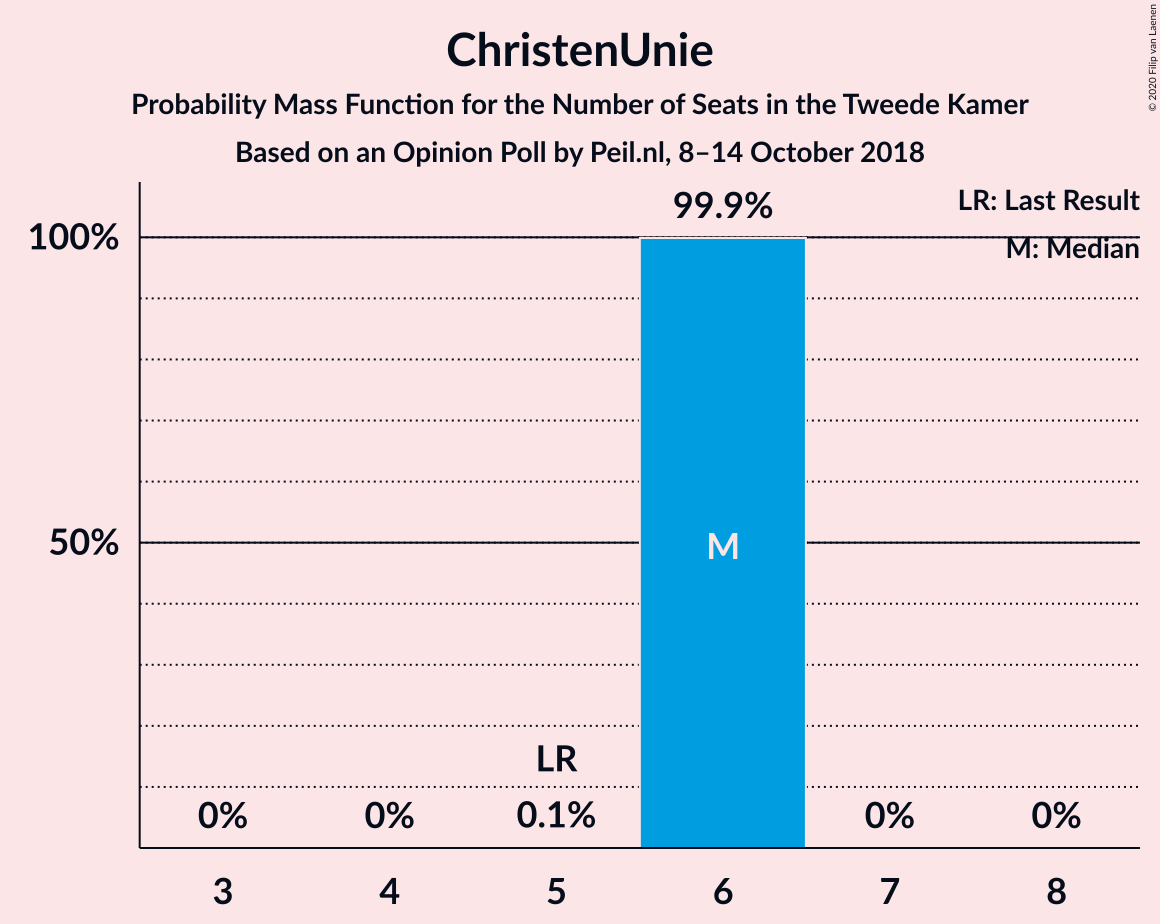 ChristenUnie
Probability Mass Function for the Number of Seats in the Tweede Kamer
Based on an Opinion Poll by Peil.nl, 8–14 October 2018
© 2020 Filip van Laenen
LR: Last Result
M: Median
99.9%
100%
50%
M
LR
0% 0% 0.1% 0% 0%
3 4 5 6 7 8